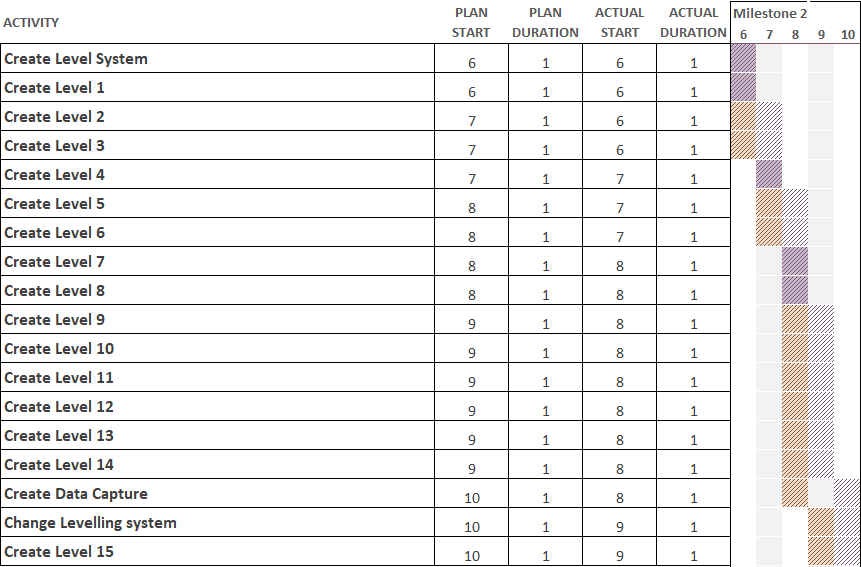 ACTIVITY PLAN START PLAN DURATION ACTUAL START ACTUAL DURATION Milestone 2
6 7 8 9 10
Create Level System 6 1 6 1
Create Level 1 6 1 6 1
Create Level 2 7 1 6 1
Create Level 3 7 1 6 1
Create Level 4 7 1 7 1
Create Level 5 8 1 7 1
Create Level 6 8 1 7 1
Create Level 7 8 1 8 1
Create Level 8 8 1 8 1
Create Level 9 9 1 8 1
Create Level 10 9 1 8 1
Create Level 11 9 1 8 1
Create Level 12 9 1 8 1
Create Level 13 9 1 8 1
Create Level 14 9 1 8 1
Create Data Capture 10 1 8 1
Change Levelling system 10 1 9 1
Create Level 15 10 1 9 1